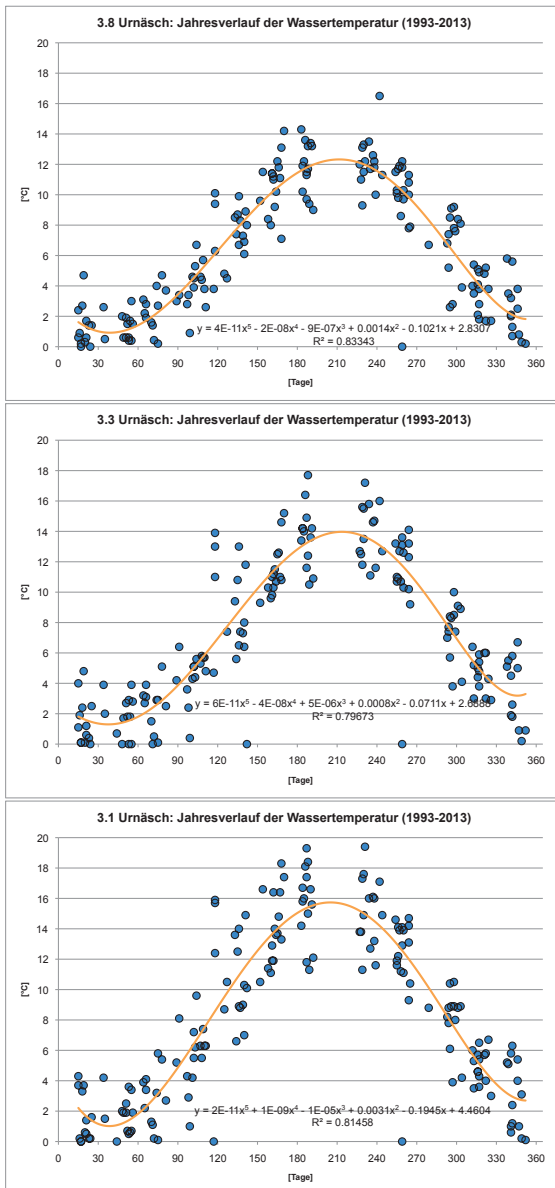 3.8 Urnäsch: Jahresverlauf der Wassertemperatur (1993-2013)
20
18
16
14
12
10
8
6
4
2
0
[°C]
y = 4E-11x⁵ - 2E-08x⁴ - 9E-07x³ + 0.0014x² - 0.1021x + 2.8307
R² = 0.83343
0 30 60 90 120 150 180 210 240 270 300 330 360
[Tage]
3.3 Urnäsch: Jahresverlauf der Wassertemperatur (1993-2013)
20
18
16
14
12
10
8
6
4
2
0
[°C]
y = 6E-11x⁵ - 4E-08x⁴ + 5E-06x³ + 0.0008x² - 0.0711x + 2.6888
R² = 0.79673
0 30 60 90 120 150 180 210 240 270 300 330 360
[Tage]
3.1 Urnäsch: Jahresverlauf der Wassertemperatur (1993-2013)
20
18
16
14
12
10
8
6
4
2
0
[°C]
y = 2E-11x⁵ + 1E-09x⁴ - 1E-05x³ + 0.0031x² - 0.1945x + 4.4604
R² = 0.81458
0 30 60 90 120 150 180 210 240 270 300 330 360
[Tage]